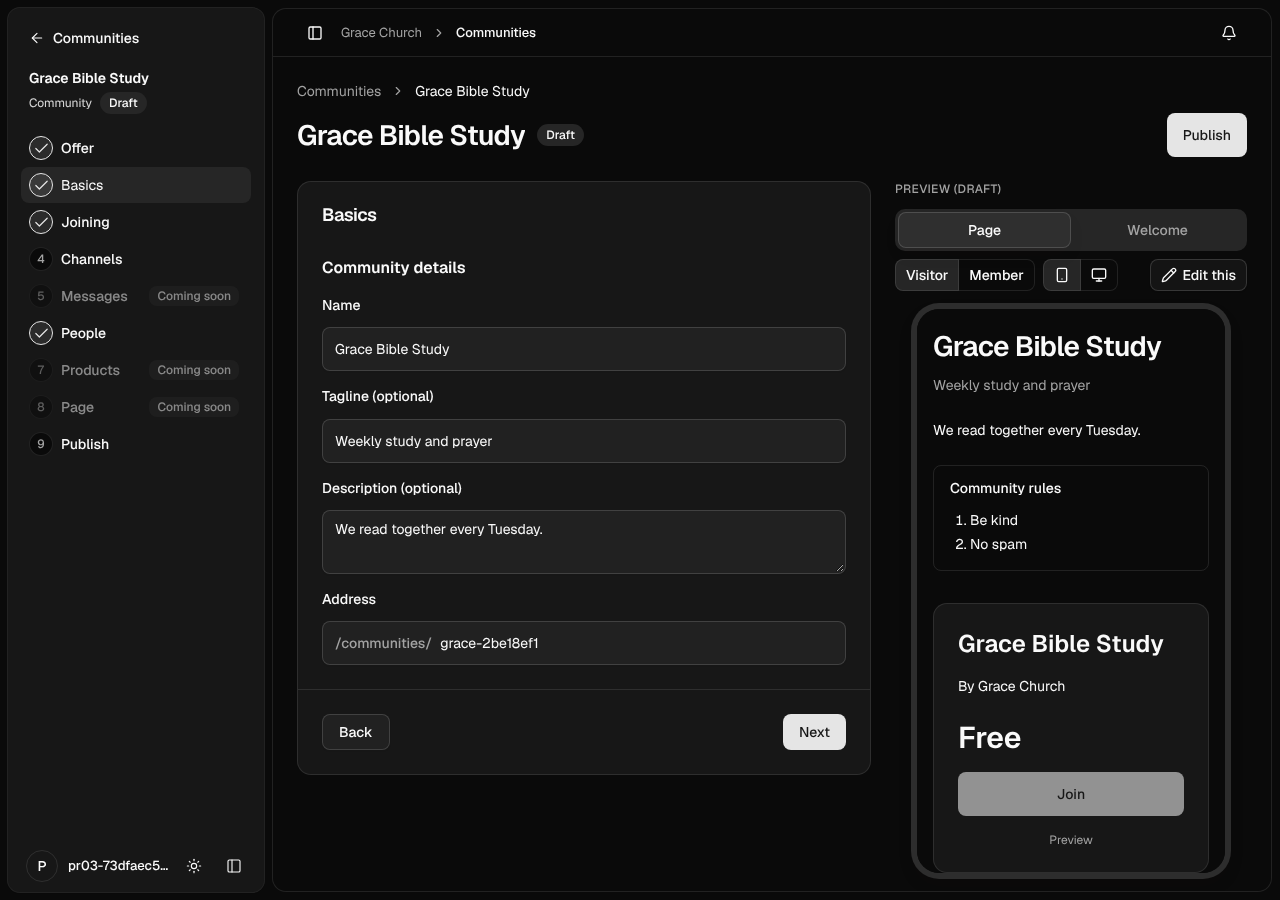 Communities
Grace Bible Study
Community Draft
Offer
Basics
Joining
4 Channels
5 Messages Coming soon
People
7 Products Coming soon
8 Page Coming soon
9 Publish
P pr03-73dfaec5...
Grace Church > Communities
Communities > Grace Bible Study
Grace Bible Study Draft
Publish
Basics
Community details
Name
Grace Bible Study
Tagline (optional)
Weekly study and prayer
Description (optional)
We read together every Tuesday.
Address
/communities/ grace-2be18ef1
Back Next
PREVIEW (DRAFT)
Page Welcome
Visitor Member Edit this
Grace Bible Study
Weekly study and prayer
We read together every Tuesday.
Community rules
1. Be kind
2. No spam
Grace Bible Study
By Grace Church
Free
Join
Preview